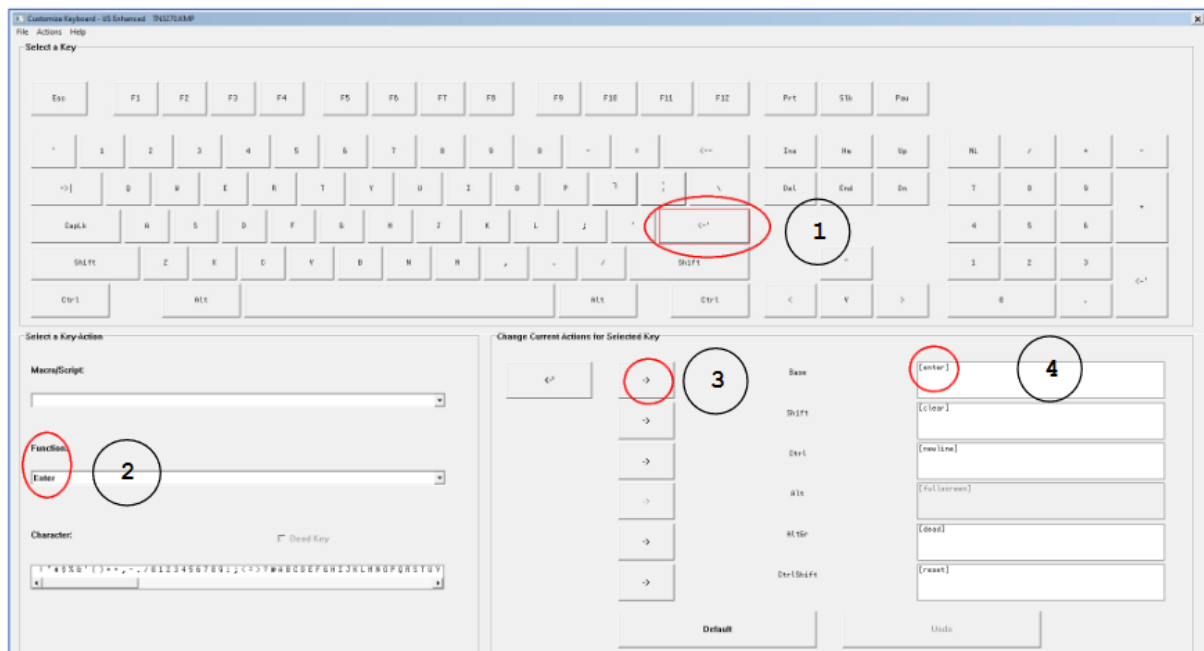 Customize Keyboard - US Enhanced TN3270.KMP
File Actions Help
Select a Key
Esc F1 F2 F3 F4 F5 F6 F7 F8 F9 F10 F11 F12 Prt Slk Pau
' 1 2 3 4 5 6 7 8 9 0 - = <-- Ins Hm Up NL / * -
->| Q W E R T Y U I O P \ Del End Dn 7 8 9
CapLk A S D F G H J K L ; ' <-' 1 4 5 6
Shift Z X C V B N M , . / Shift ^ 1 2 3
<-'
Ctrl Alt Alt Ctrl < V > 0 .
Select a Key-Action
Change Current Actions for Selected Key
Macro/Script:
<-' -> 3 Base [enter] 4
-> Shift [clear]
Function:
-> Ctrl [newline]
Enter 2
-> Alt [fullscreen]
Character: Dead Key
-> AltGr [dead]
-> CtrlShift [reset]
Default Undo